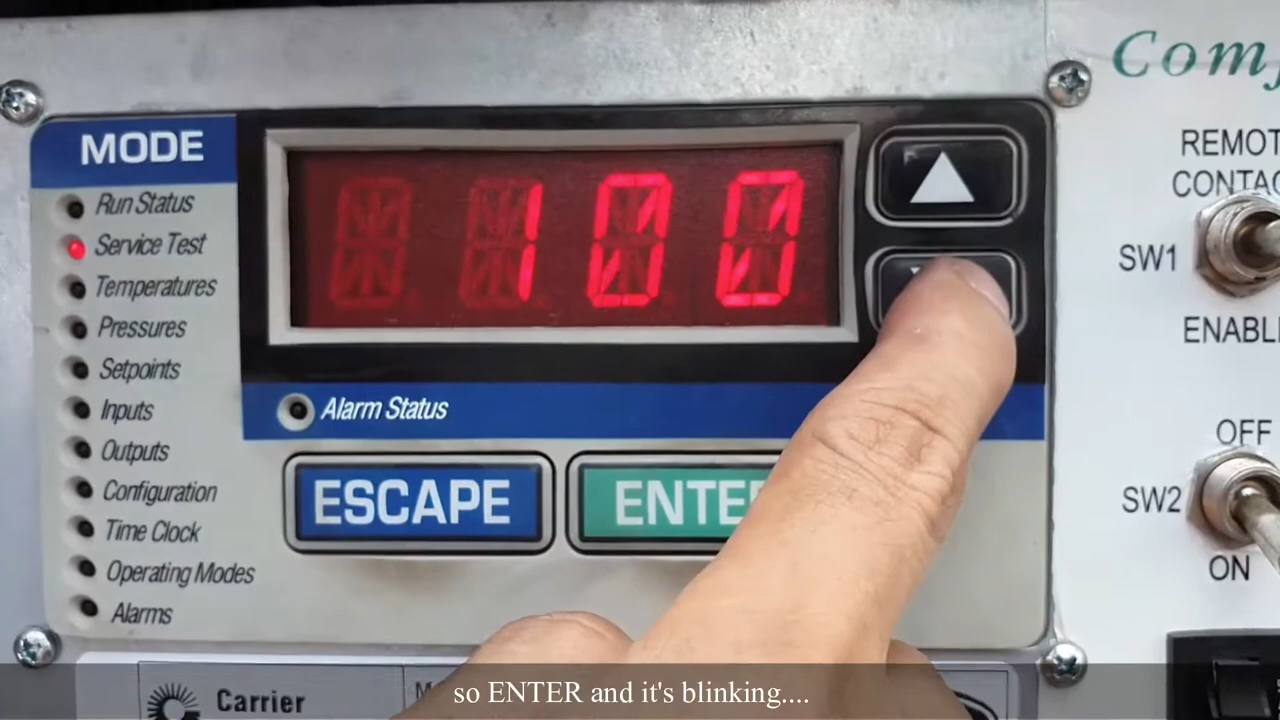 Com
MODE
Run Status
Service Test
Temperatures
Pressures
Setpoints
Inputs
Outputs
Configuration
Time Clock
Operating Modes
Alarms
100
Alarm Status
ESCAPE
ENTE
REMOT
CONTAC
SW1
ENABL
OFF
SW2
ON
Carrier
M
so ENTER and it's blinking....